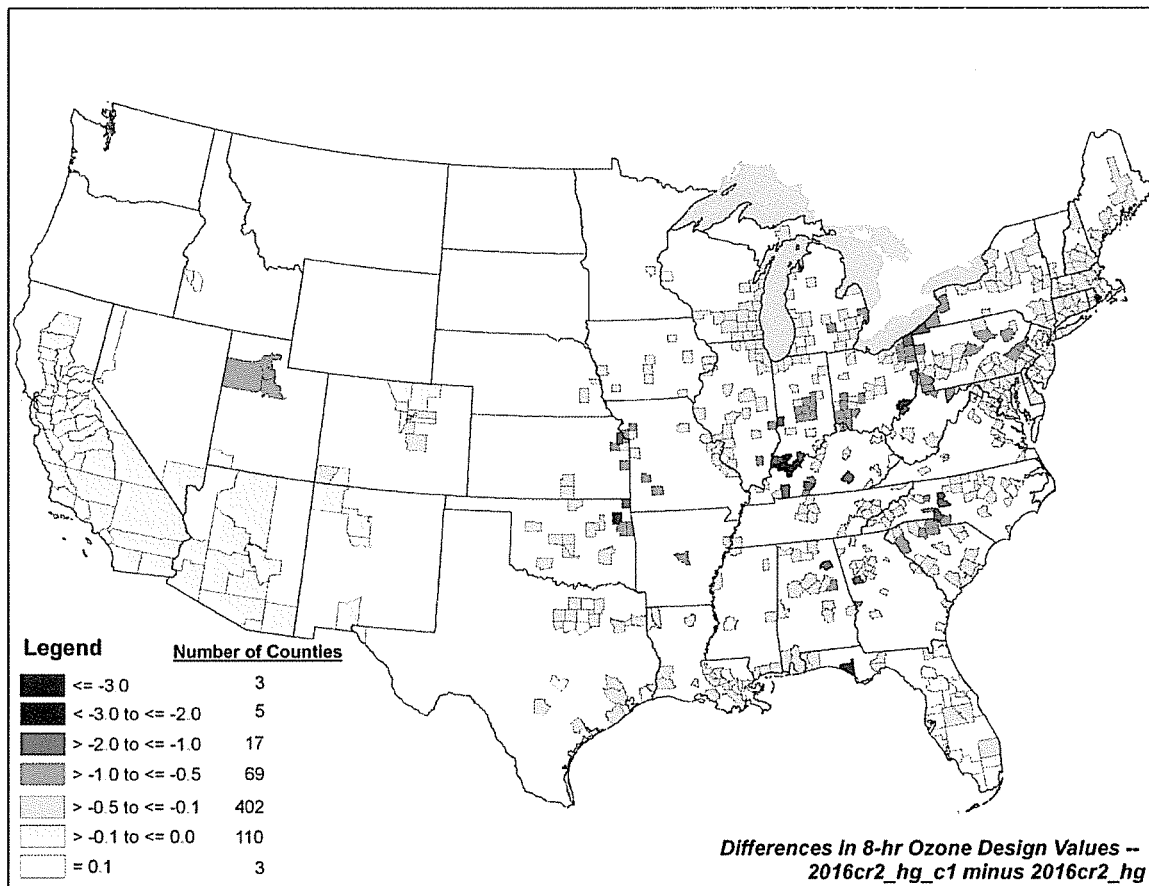 Legend
Number of Counties
<= -3.0 3
< -3.0 to <= -2.0 5
> -2.0 to <= -1.0 17
> -1.0 to <= -0.5 69
> -0.5 to <= -0.1 402
> -0.1 to <= 0.0 110
= 0.1 3
Differences in 8-hr Ozone Design Values --
2016cr2_hg_c1 minus 2016cr2_hg